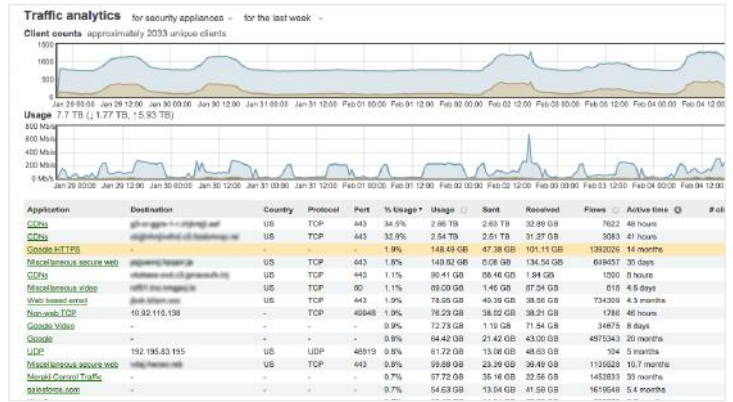 Traffic analytics for security appliances for the last week
Client counts approximately 2033 unique clients
1500
1000
500
0
Jan 29 00:00 Jan 29 12:00 Jan 30 00:00 Jan 30 12:00 Jan 31 00:00 Jan 31 12:00 Feb 01 00:00 Feb 01 12:00 Feb 02 00:00 Feb 02 12:00 Feb 03 00:00 Feb 03 12:00 Feb 04 00:00 Feb 04 12:00
Usage 7.7 TB (↓1.77 TB, ↑5.93 TB)
800 Mb/s
600 Mb/s
400 Mb/s
200 Mb/s
0 Mb/s
Jan 29 00:00 Jan 29 12:00 Jan 30 00:00 Jan 30 12:00 Jan 31 00:00 Jan 31 12:00 Feb 01 00:00 Feb 01 12:00 Feb 02 00:00 Feb 02 12:00 Feb 03 00:00 Feb 03 12:00 Feb 04 00:00 Feb 04 12:00
Application Destination Country Protocol Port % Usage Usage Sent Received Flows Active time # cli
CDNs US TCP 443 34.5% 2.66 TB 2.63 TB 32.89 GB 7622 48 hours
CDNs US TCP 443 32.9% 2.54 TB 2.51 TB 31.27 GB 3083 41 hours
Google HTTPS - - - - 1.9% 148.49 GB 47.38 GB 101.11 GB 1392026 14 months
Miscellaneous secure web US TCP 443 1.8% 6.08 GB 134.54 GB 649457 35 days
CDNs US TCP 443 1.1% 90.41 GB 88.46 GB 1.94 GB 1500 8 hours
Miscellaneous video US TCP 80 1.1% 89.00 GB 1.46 GB 87.54 GB 618 4.6 days
Web based email US TCP 443 1.0% 78.95 GB 40.39 GB 38.56 GB 734309 4.3 months
Non-web TCP 10.92.110.138 - TCP 49948 1.0% 76.23 GB 38.02 GB 38.21 GB 1786 46 hours
Google Video - - - - 0.9% 72.73 GB 1.19 GB 71.54 GB 34675 8 days
Google - - - - 0.8% 64.42 GB 21.42 GB 43.00 GB 4975343 20 months
UDP 192.195.83.195 US UDP 0.8% 61.72 GB 13.08 GB 48.63 GB 104 5 months
Miscellaneous secure web US TCP 443 0.8% 59.88 GB 23.39 GB 36.49 GB 1135528 10.7 months
Meraki Control Traffic - - - - 0.7% 57.72 GB 35.16 GB 22.56 GB 1452833 33 months
salesforce.com - - - - 0.7% 54.63 GB 13.04 GB 41.59 GB 1619548 5.4 months